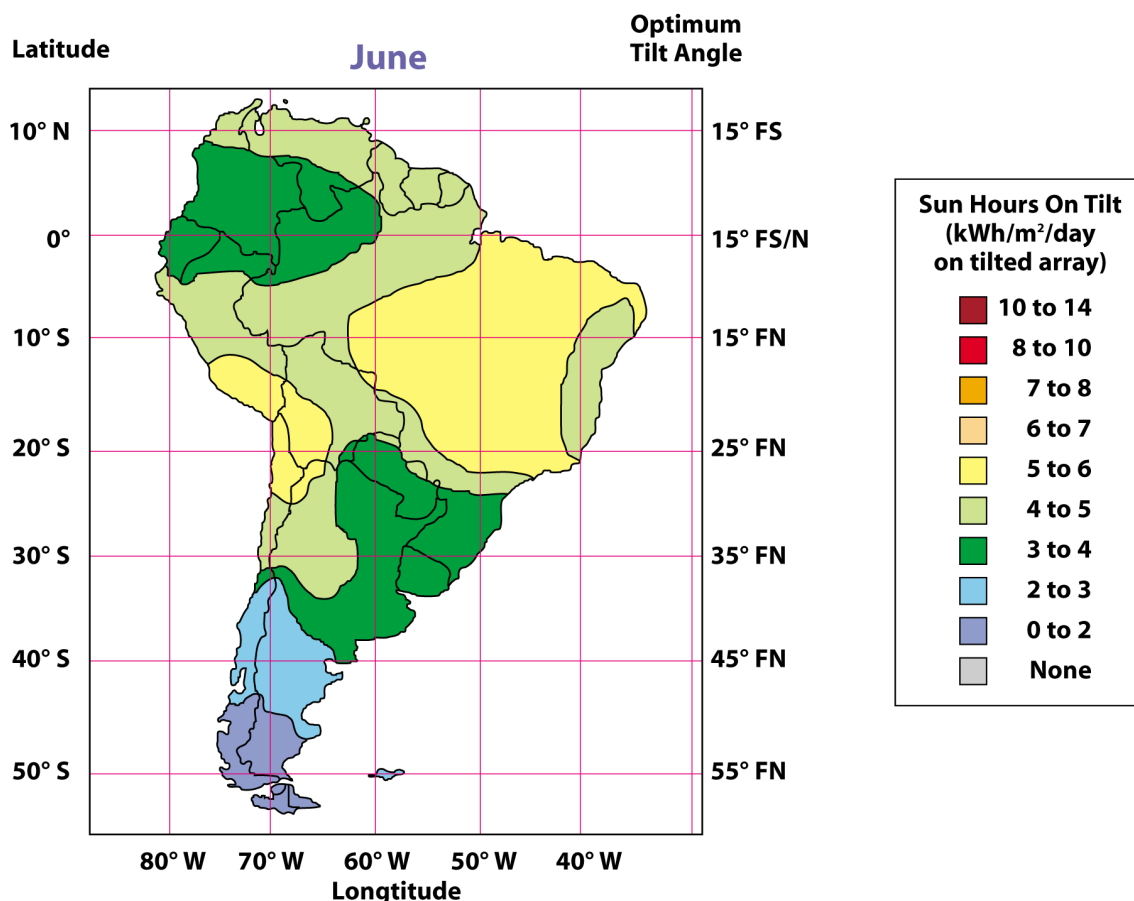 Latitude
June
Optimum
Tilt Angle
10° N
15° FS
0°
15° FS/N
10° S
15° FN
20° S
25° FN
30° S
35° FN
40° S
45° FN
50° S
55° FN
80° W
70° W
60° W
50° W
40° W
Longtitude
Sun Hours On Tilt
(kWh/m²/day
on tilted array)
10 to 14
8 to 10
7 to 8
6 to 7
5 to 6
4 to 5
3 to 4
2 to 3
0 to 2
None